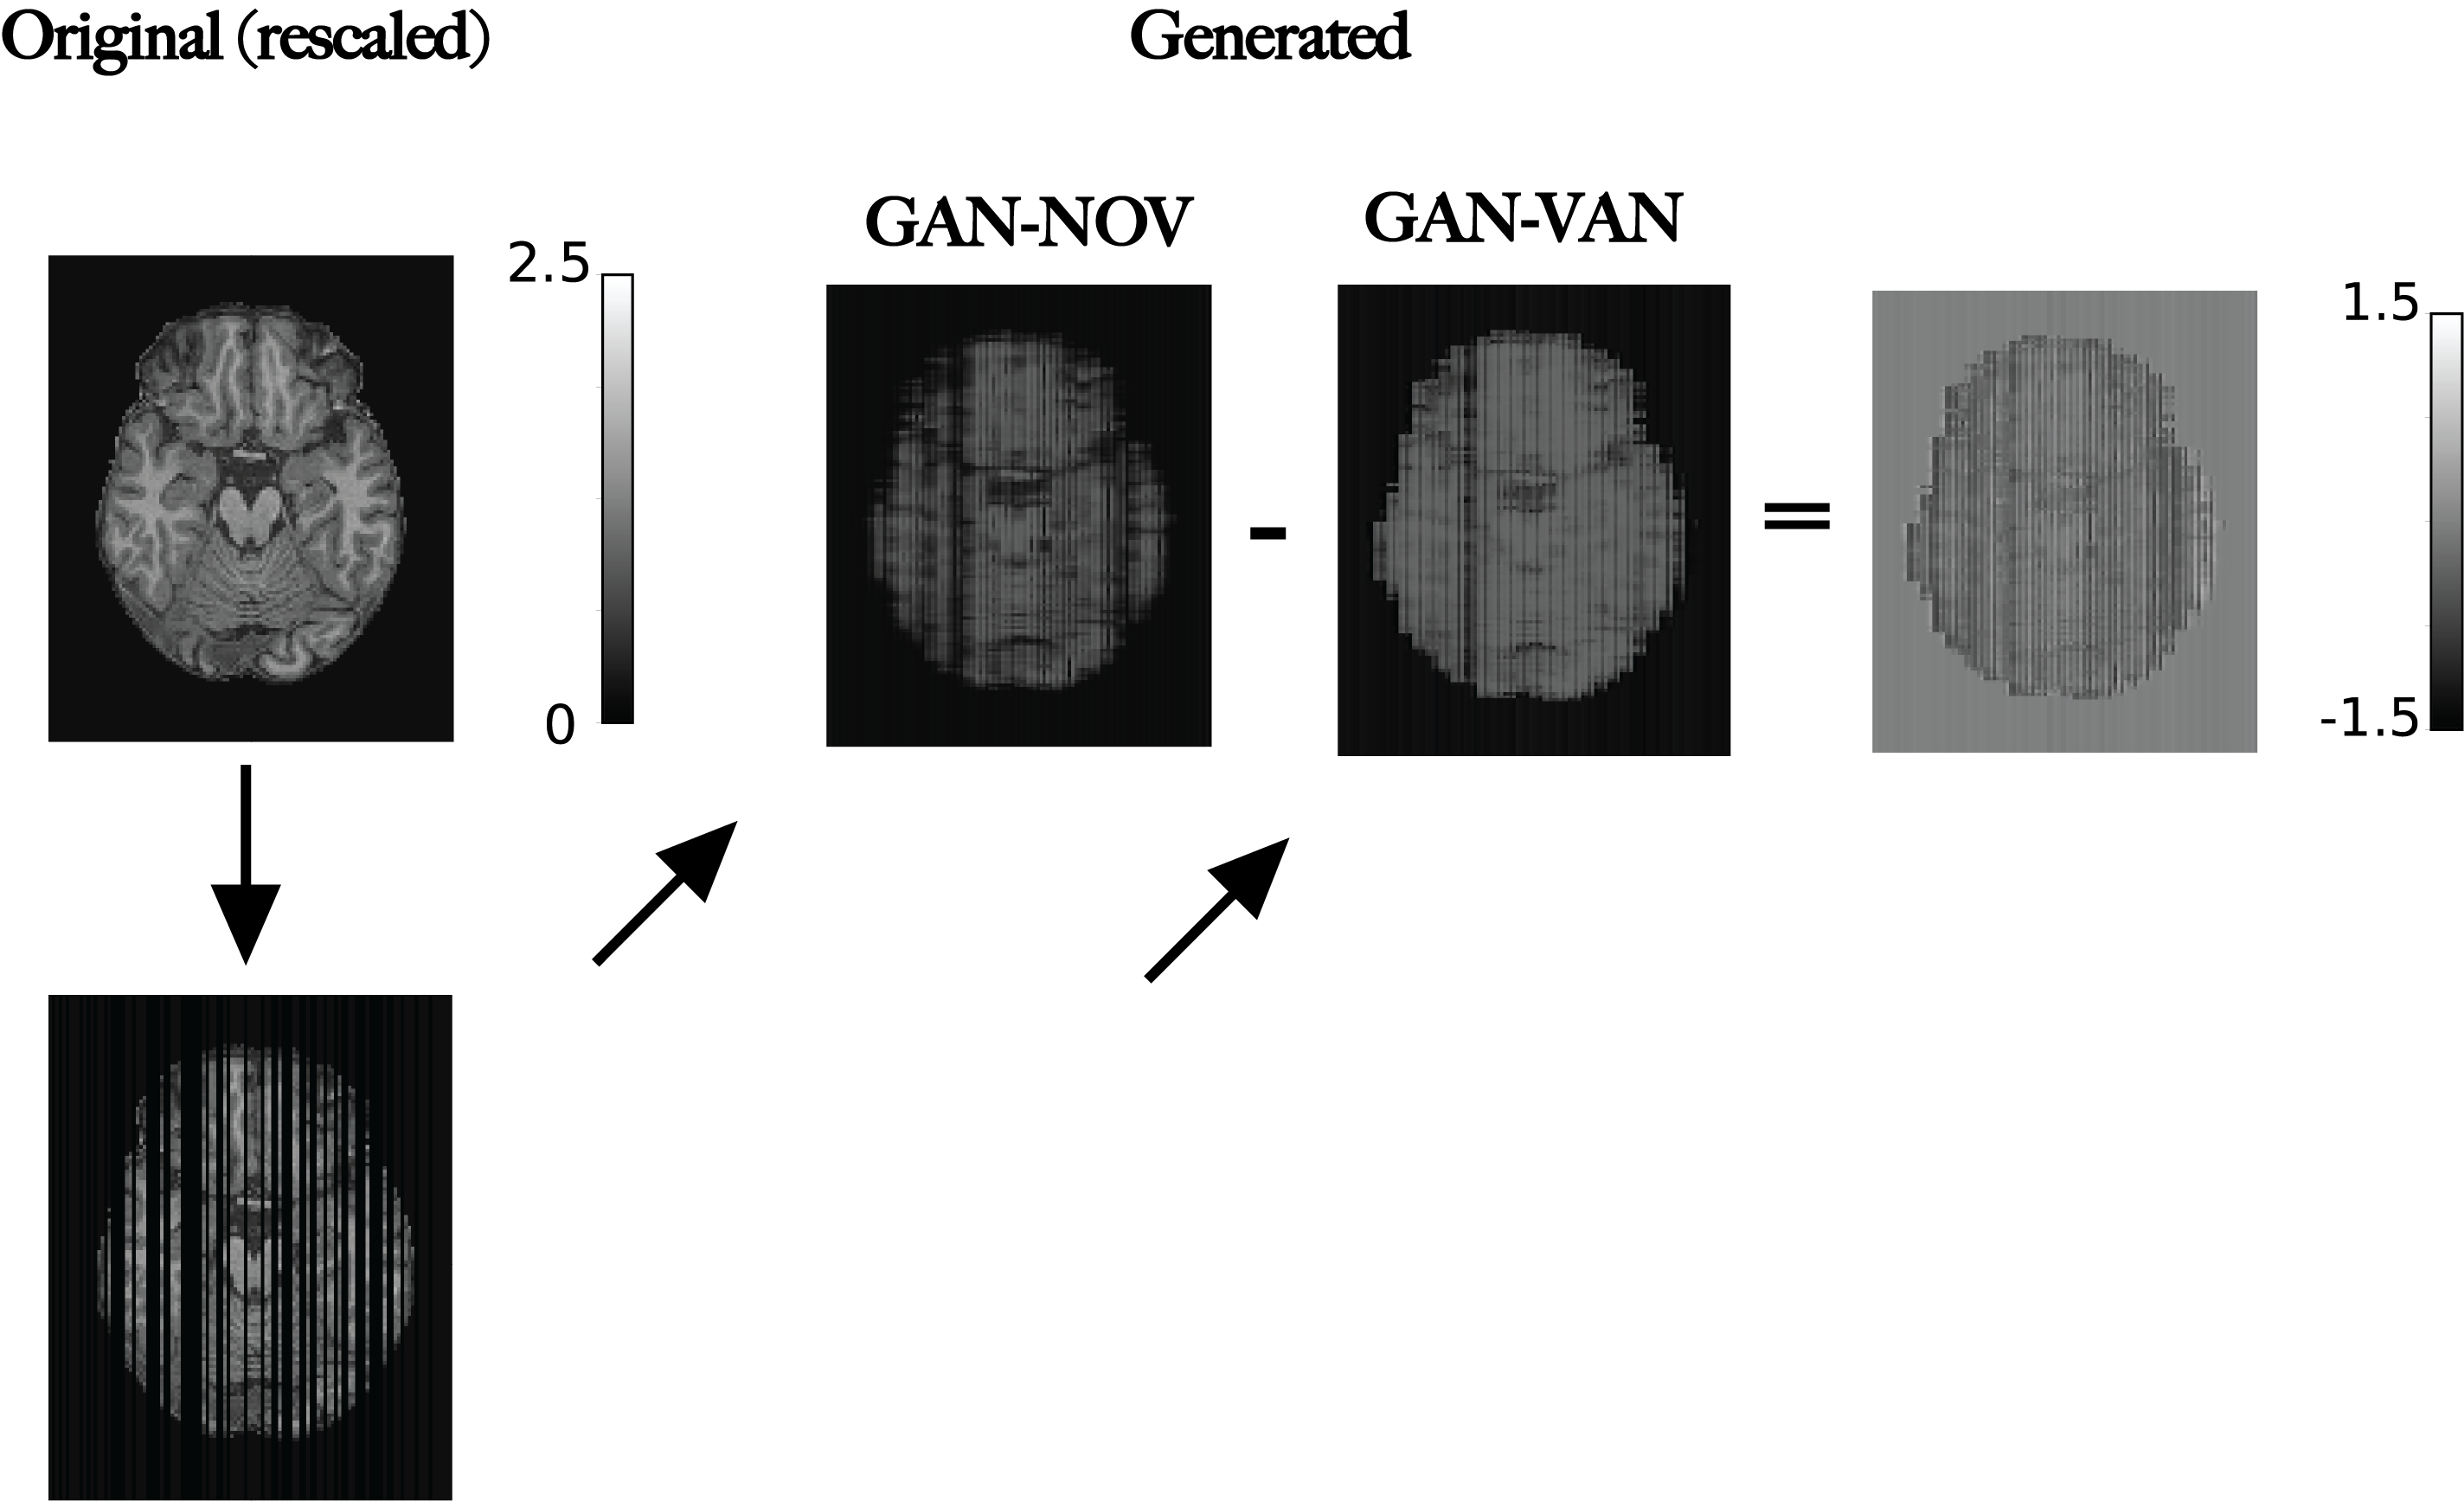 Original (rescaled)
Generated
GAN-NOV
GAN-VAN
2.5
0
-
=
1.5
-1.5